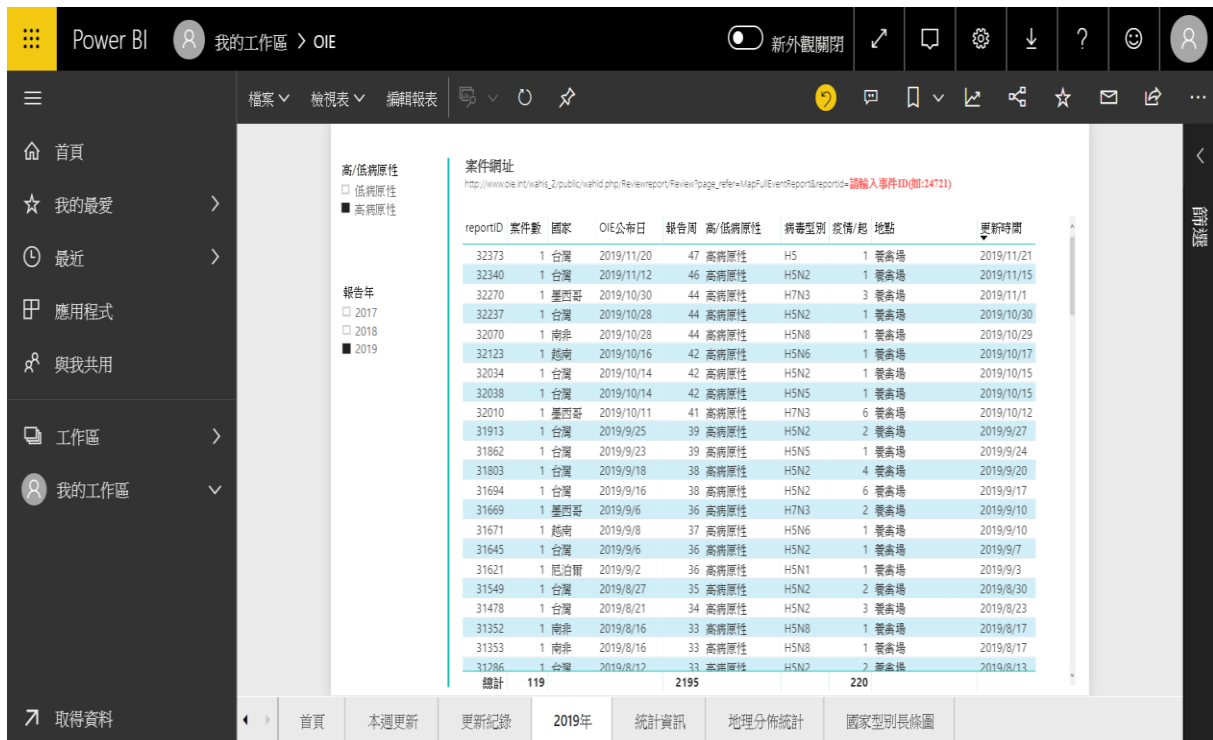 Power BI 我的工作區 > OIE 新外觀關閉
檔案 檢視表 編輯報表
首頁
我的最愛
最近
應用程式
與我共用
工作區
我的工作區
取得資料
高/低病原性
低病原性
高病原性
報告年
2017
2018
2019
案件網址
http://www.oie.int/wahis_2/public/wahid.php/Reviewreport/Review?page_refer=MapFullEventReport&reportid=請輸入事件ID(如:24721)
reportID 案件數 國家 OIE公布日 報告周 高/低病原性 病毒型別 疫情/起 地點 更新時間
32373 1 台灣 2019/11/20 47 高病原性 H5 1 養禽場 2019/11/21
32340 1 台灣 2019/11/12 46 高病原性 H5N2 1 養禽場 2019/11/15
32270 1 墨西哥 2019/10/30 44 高病原性 H7N3 3 養禽場 2019/11/1
32237 1 台灣 2019/10/28 44 高病原性 H5N2 1 養禽場 2019/10/30
32070 1 南非 2019/10/28 44 高病原性 H5N8 1 養禽場 2019/10/29
32123 1 越南 2019/10/16 42 高病原性 H5N6 1 養禽場 2019/10/17
32034 1 台灣 2019/10/14 42 高病原性 H5N2 1 養禽場 2019/10/15
32038 1 台灣 2019/10/14 42 高病原性 H5N5 1 養禽場 2019/10/15
32010 1 墨西哥 2019/10/11 41 高病原性 H7N3 6 養禽場 2019/10/12
31913 1 台灣 2019/9/25 39 高病原性 H5N2 2 養禽場 2019/9/27
31862 1 台灣 2019/9/23 39 高病原性 H5N5 1 養禽場 2019/9/24
31803 1 台灣 2019/9/18 38 高病原性 H5N2 4 養禽場 2019/9/20
31694 1 台灣 2019/9/16 38 高病原性 H5N2 6 養禽場 2019/9/17
31669 1 墨西哥 2019/9/6 36 高病原性 H7N3 2 養禽場 2019/9/10
31671 1 越南 2019/9/8 37 高病原性 H5N6 1 養禽場 2019/9/10
31645 1 台灣 2019/9/6 36 高病原性 H5N2 1 養禽場 2019/9/7
31621 1 尼泊爾 2019/9/2 36 高病原性 H5N1 1 養禽場 2019/9/3
31549 1 台灣 2019/8/27 35 高病原性 H5N2 2 養禽場 2019/8/30
31478 1 台灣 2019/8/21 34 高病原性 H5N2 3 養禽場 2019/8/23
31352 1 南非 2019/8/16 33 高病原性 H5N8 1 養禽場 2019/8/17
31353 1 南非 2019/8/16 33 高病原性 H5N8 1 養禽場 2019/8/17
31286 1 台灣 2019/8/12 33 高病原性 H5N2 2 養禽場 2019/8/13
總計 119 2195 220
篩選
首頁 本週更新 更新紀錄 2019年 統計資訊 地理分佈統計 國家型別長條圖